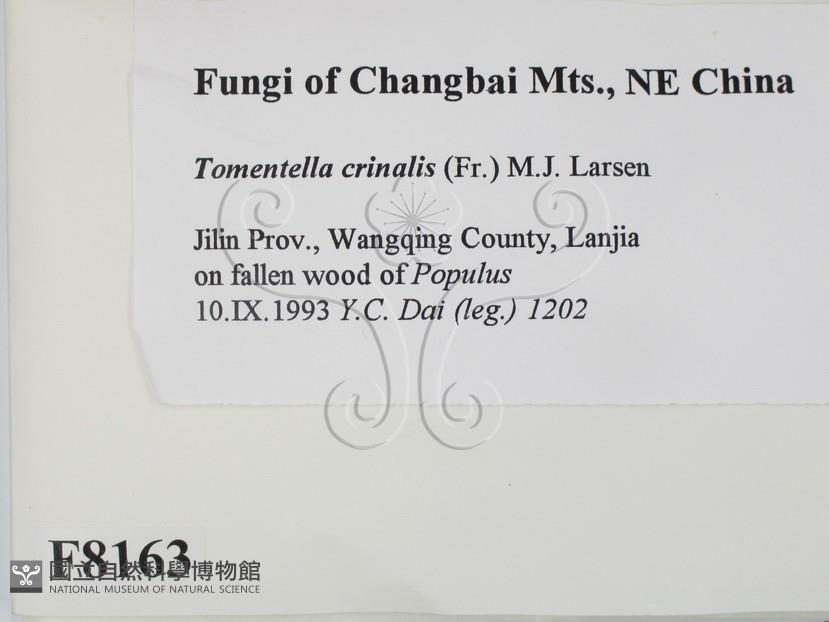 Fungi of Changbai Mts., NE China
Tomentella crinalis (Fr.) M.J. Larsen
Jilin Prov., Wangqing County, Lanjia
on fallen wood of Populus
10.IX.1993 Y.C. Dai (leg.) 1202
F8163
國立自然科學博物館
NATIONAL MUSEUM OF NATURAL SCIENCE